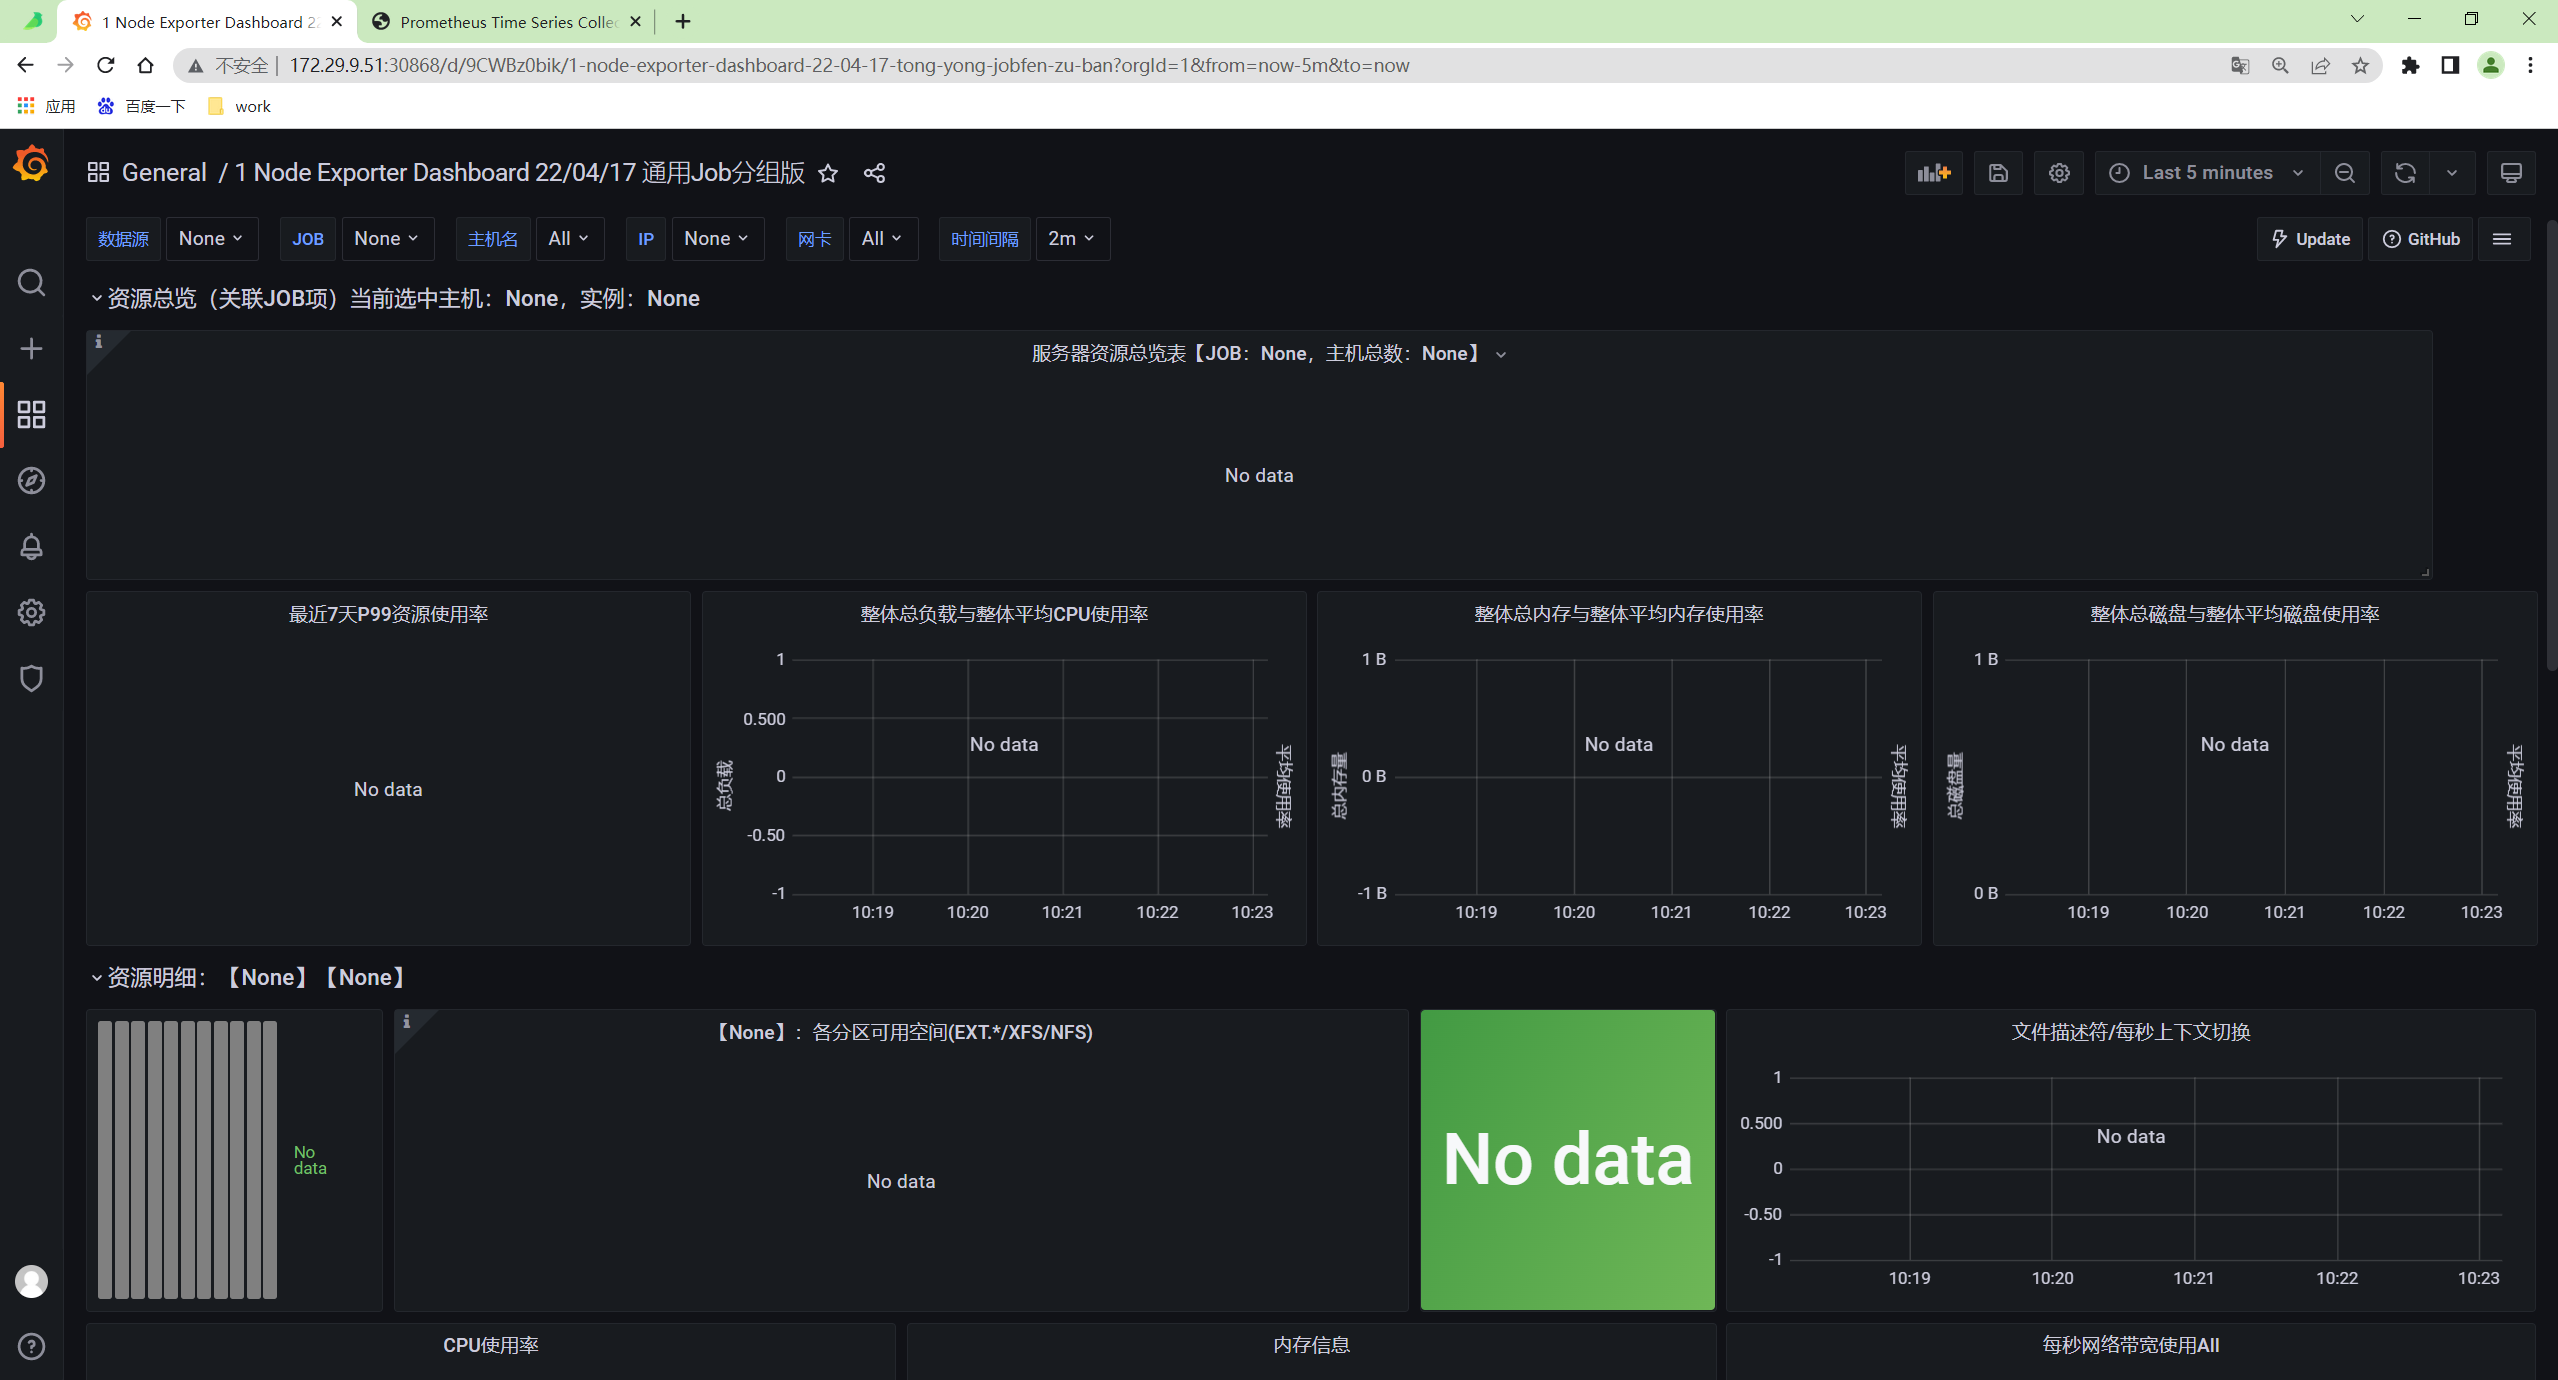 1 Node Exporter Dashboard 22
Prometheus Time Series Collec
不安全 | 172.29.9.51:30868/d/9CWBz0bik/1-node-exporter-dashboard-22-04-17-tong-yong-jobfen-zu-ban?orgId=1&from=now-5m&to=now
应用 百度一下 work
General / 1 Node Exporter Dashboard 22/04/17 通用Job分组版
Last 5 minutes
数据源 None JOB None 主机名 All IP None 网卡 All 时间间隔 2m
Update GitHub
资源总览（关联JOB项）当前选中主机：None，实例：None
服务器资源总览表【JOB：None，主机总数：None】
No data
最近7天P99资源使用率
No data
整体总负载与整体平均CPU使用率
1
0.500
0
-0.50
-1
总负载
No data
平均使用率
10:19 10:20 10:21 10:22 10:23
整体总内存与整体平均内存使用率
1 B
0 B
-1 B
总内存量
No data
平均使用率
10:19 10:20 10:21 10:22 10:23
整体总磁盘与整体平均磁盘使用率
1 B
0 B
总磁盘量
No data
平均使用率
10:19 10:20 10:21 10:22 10:23
资源明细：【None】【None】
No
data
【None】：各分区可用空间(EXT.*/XFS/NFS)
No data
No data
文件描述符/每秒上下文切换
1
0.500
0
-0.50
-1
No data
10:19 10:20 10:21 10:22 10:23
CPU使用率
内存信息
每秒网络带宽使用All